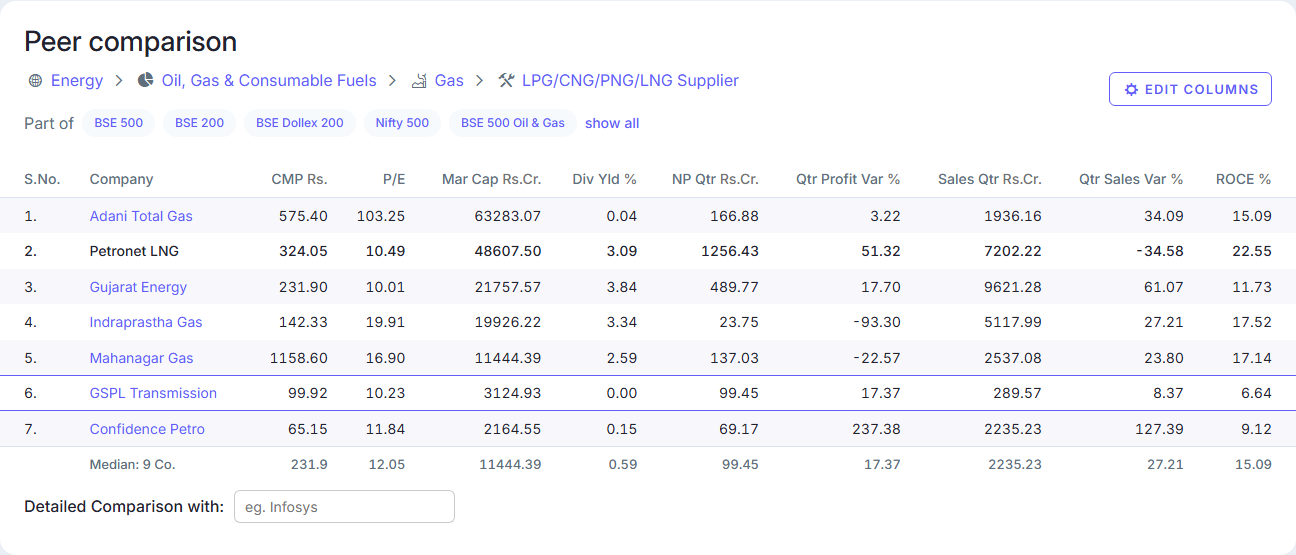 Peer comparison
Energy > Oil, Gas & Consumable Fuels > Gas > LPG/CNG/PNG/LNG Supplier
EDIT COLUMNS
Part of BSE 500 BSE 200 BSE Dollex 200 Nifty 500 BSE 500 Oil & Gas show all
S.No. Company CMP Rs. P/E Mar Cap Rs.Cr. Div Yld % NP Qtr Rs.Cr. Qtr Profit Var % Sales Qtr Rs.Cr. Qtr Sales Var % ROCE %
1. Adani Total Gas 575.40 103.25 63283.07 0.04 166.88 3.22 1936.16 34.09 15.09
2. Petronet LNG 324.05 10.49 48607.50 3.09 1256.43 51.32 7202.22 -34.58 22.55
3. Gujarat Energy 231.90 10.01 21757.57 3.84 489.77 17.70 9621.28 61.07 11.73
4. Indraprastha Gas 142.33 19.91 19926.22 3.34 23.75 -93.30 5117.99 27.21 17.52
5. Mahanagar Gas 1158.60 16.90 11444.39 2.59 137.03 -22.57 2537.08 23.80 17.14
6. GSPL Transmission 99.92 10.23 3124.93 0.00 99.45 17.37 289.57 8.37 6.64
7. Confidence Petro 65.15 11.84 2164.55 0.15 69.17 237.38 2235.23 127.39 9.12
Median: 9 Co. 231.9 12.05 11444.39 0.59 99.45 17.37 2235.23 27.21 15.09
Detailed Comparison with: eg. Infosys